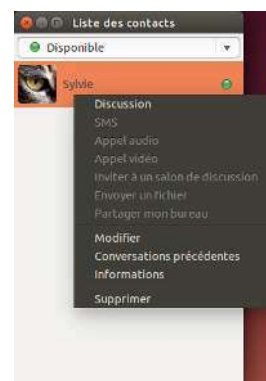 Liste des contacts
Disponible
Sylvie
Discussion
SMS
Appel audio
Appel vidéo
Inviter à un salon de discussion
Envoyer un fichier
Partager mon bureau
Modifier
Conversations précédentes
Informations
Supprimer